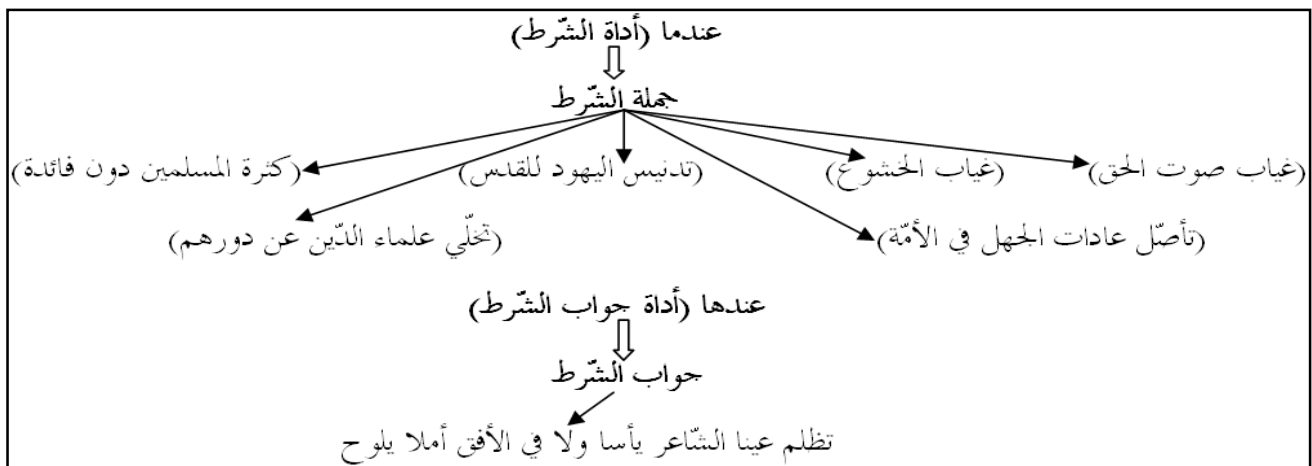 عندما (أداة الشّرط)
جملة الشّرط
(غياب صوت الحق) (غياب الخشوع) (تدنيس اليهود للقدس) (كثرة المسلمين دون فائدة)
(تأصّل عادات الجهل في الأمّة) (تخلّي علماء الدّين عن دورهم)
عندها (أداة جواب الشّرط)
جواب الشّرط
تظلم عينا الشّاعر يأسا ولا في الأفق أملا يلوح